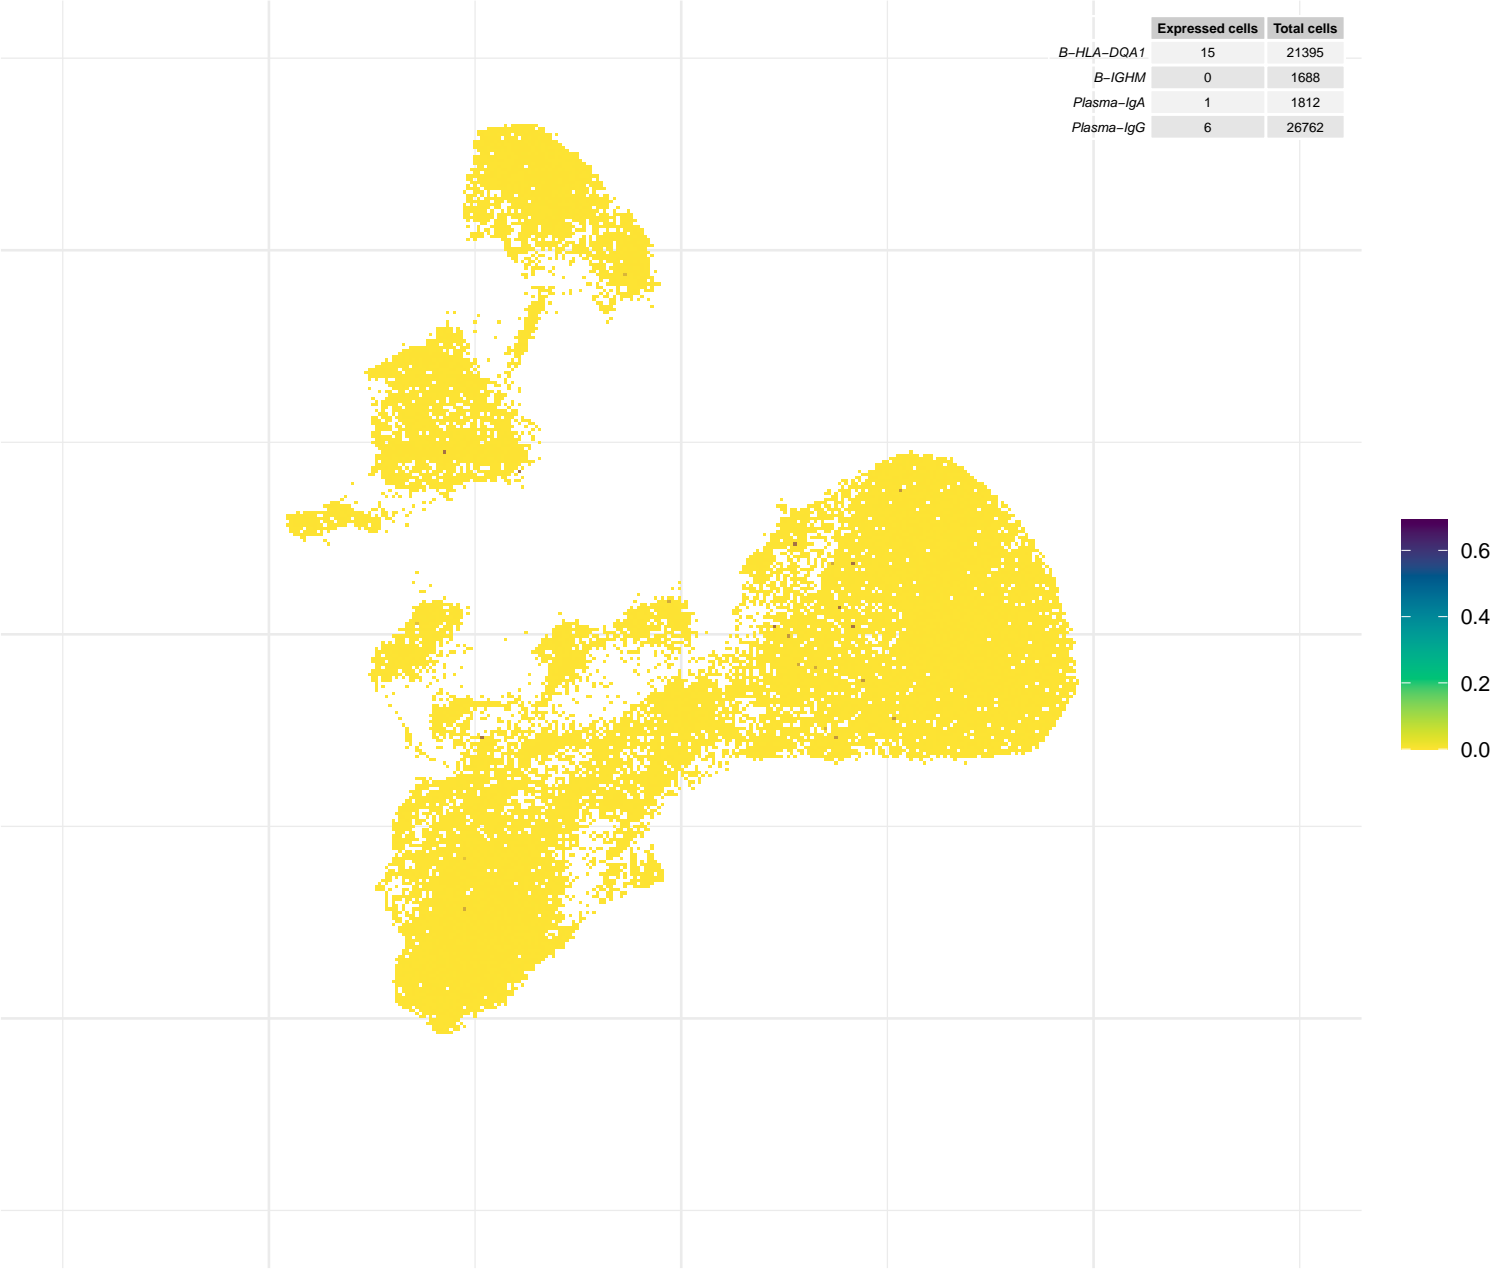 Expressed cells Total cells
B−HLA−DQA1 15 21395
B−IGHM 0 1688
Plasma−IgA 1 1812
Plasma−IgG 6 26762
0.6
0.4
0.2
0.0